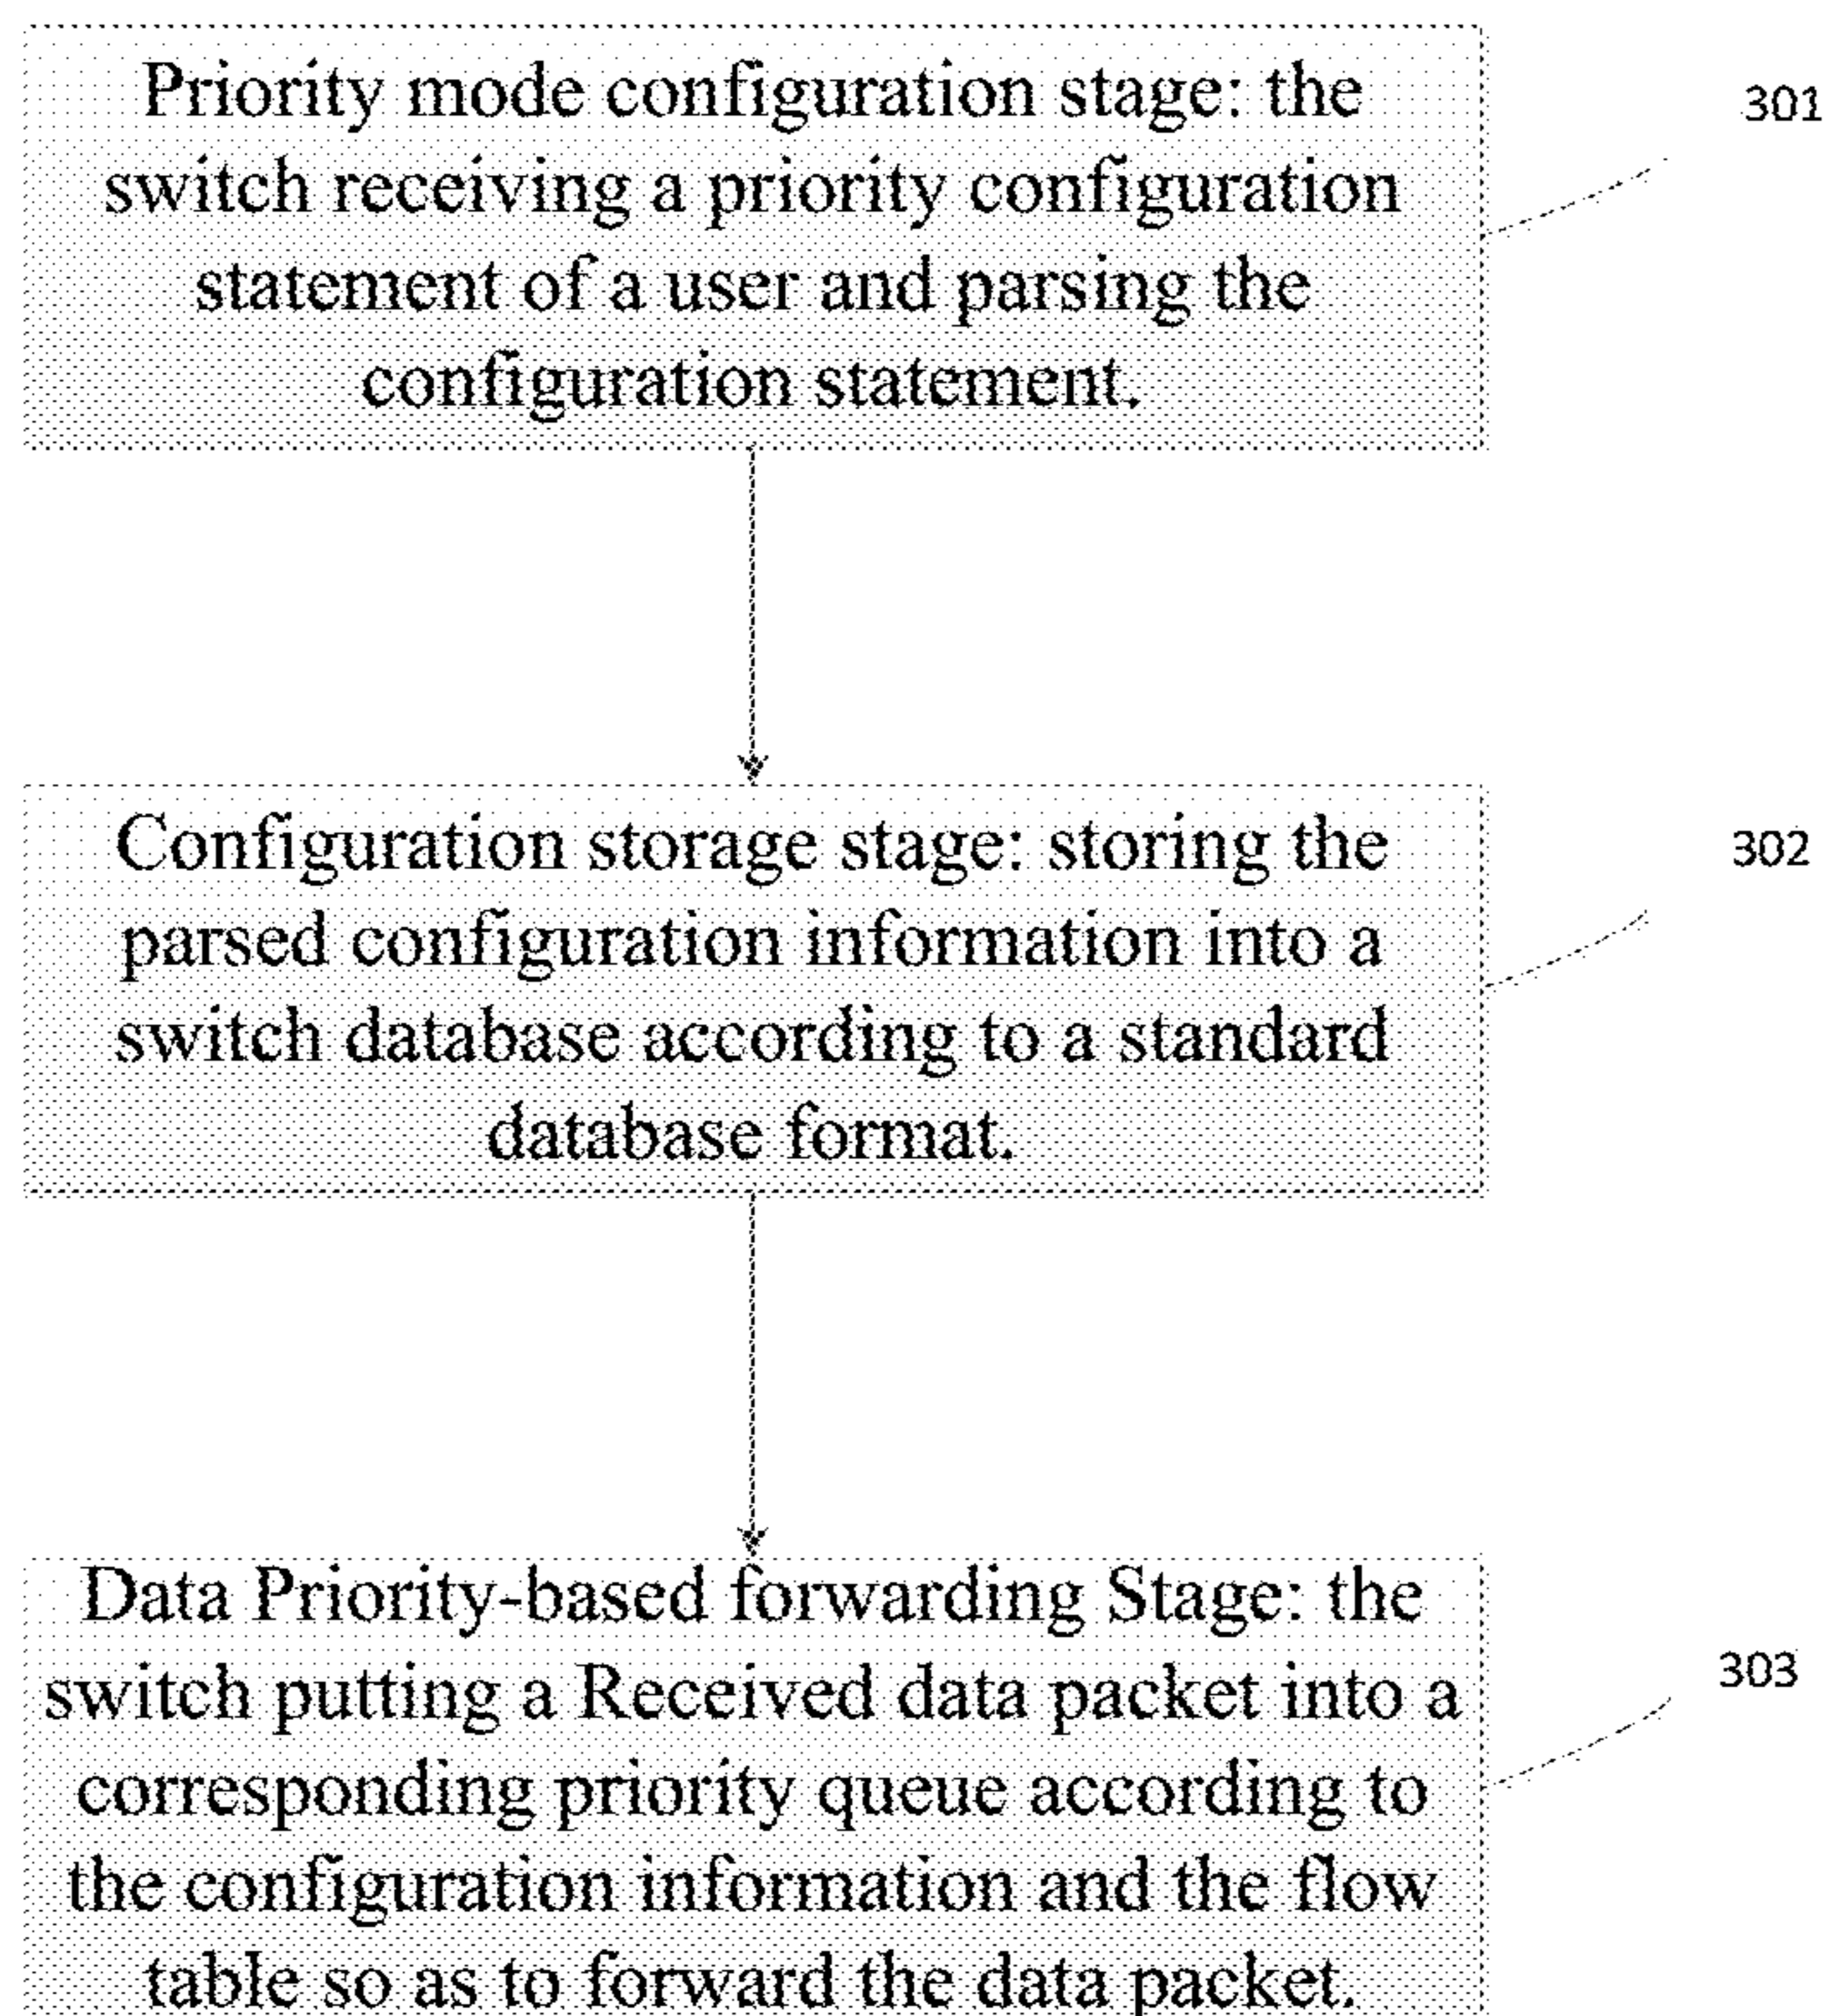 Priority mode configuration stage: the
switch receiving a priority configuration
statement of a user and parsing the
configuration statement.
301
Configuration storage stage: storing the
parsed configuration information into a
switch database according to a standard
database format.
302
Data Priority-based forwarding Stage: the
switch putting a Received data packet into a
corresponding priority queue according to
the configuration information and the flow
table so as to forward the data packet.
303